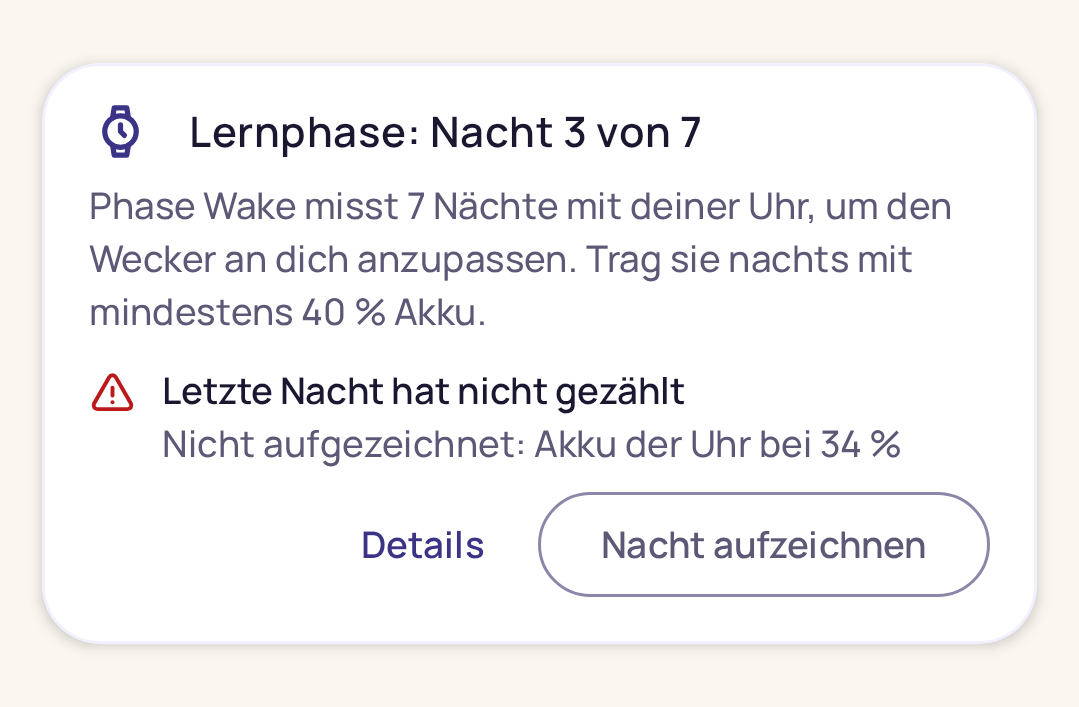 Lernphase: Nacht 3 von 7
Phase Wake misst 7 Nächte mit deiner Uhr, um den
Wecker an dich anzupassen. Trag sie nachts mit
mindestens 40 % Akku.
Letzte Nacht hat nicht gezählt
Nicht aufgezeichnet: Akku der Uhr bei 34 %
Details
Nacht aufzeichnen